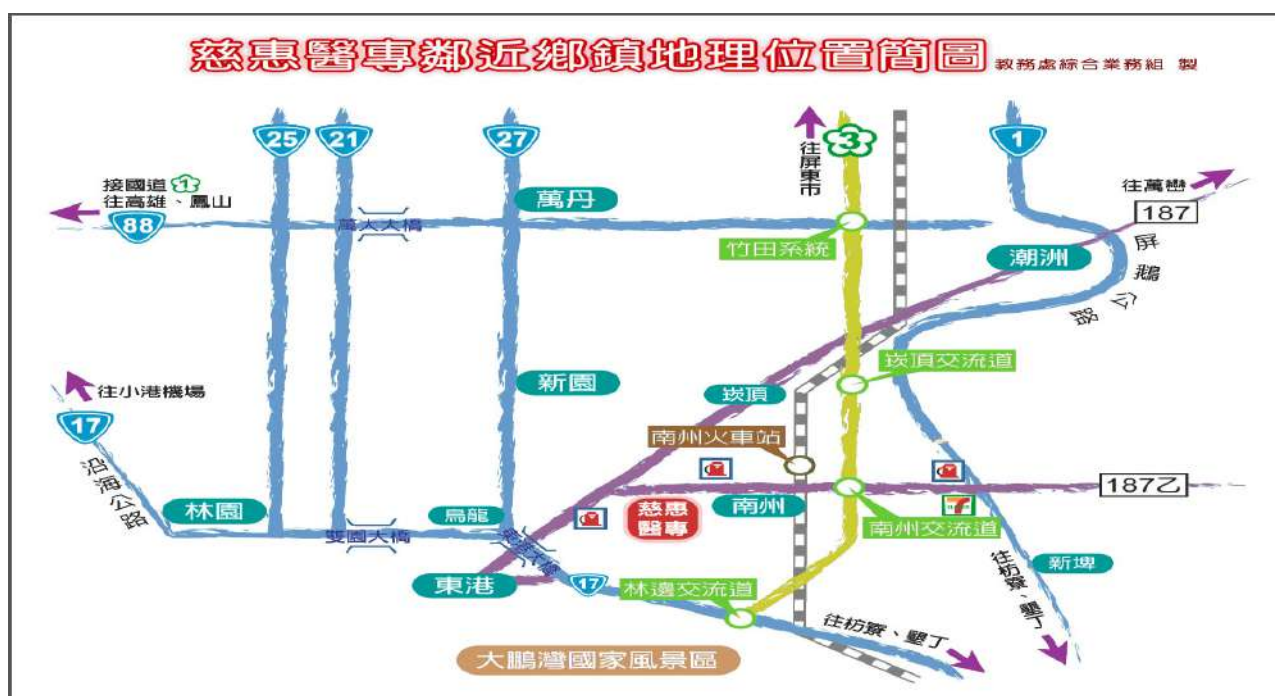 慈惠醫專鄰近鄉鎮地理位置簡圖 教務處綜合業務組 製
25
21
27
往屏東市
3
1
接國道 1
往高雄、鳳山
88
萬大大橋
萬丹
竹田系統
往萬巒
187
潮洲
屏鵝公路
往小港機場
17
沿海公路
新園
崁頂
崁頂交流道
南州火車站
187乙
林園
雙園大橋
烏龍
東港大橋
慈惠
醫專
南州
南州交流道
7
東港
17
林邊交流道
往枋寮、墾丁
新埤
往枋寮、墾丁
大鵬灣國家風景區